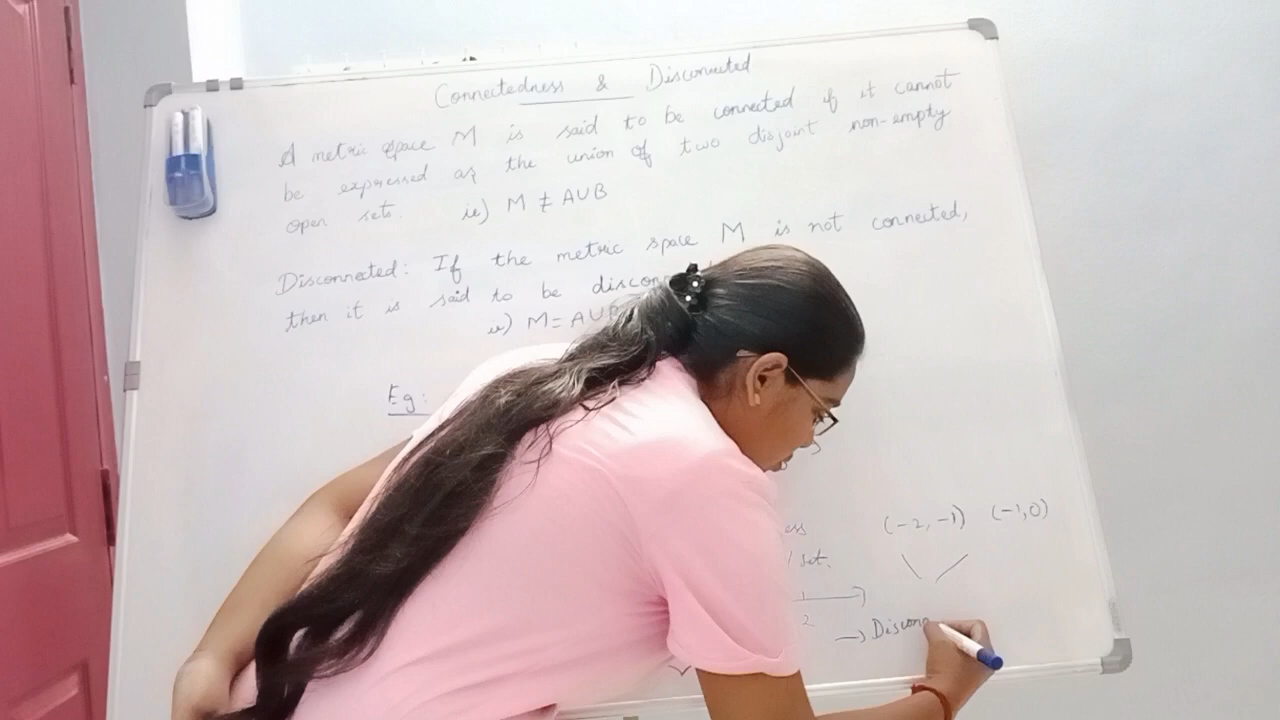 Connectedness & Disconnected
A metric space M is said to be connected if it cannot
be expressed as the union of two disjoint non-empty
open sets. ie) M ≠ AUB
Disconnected: If the metric space M is not connected,
then it is said to be
ie) M = AUB
Eg:
(-2, -1) (-1, 0)
set.
1
2
→